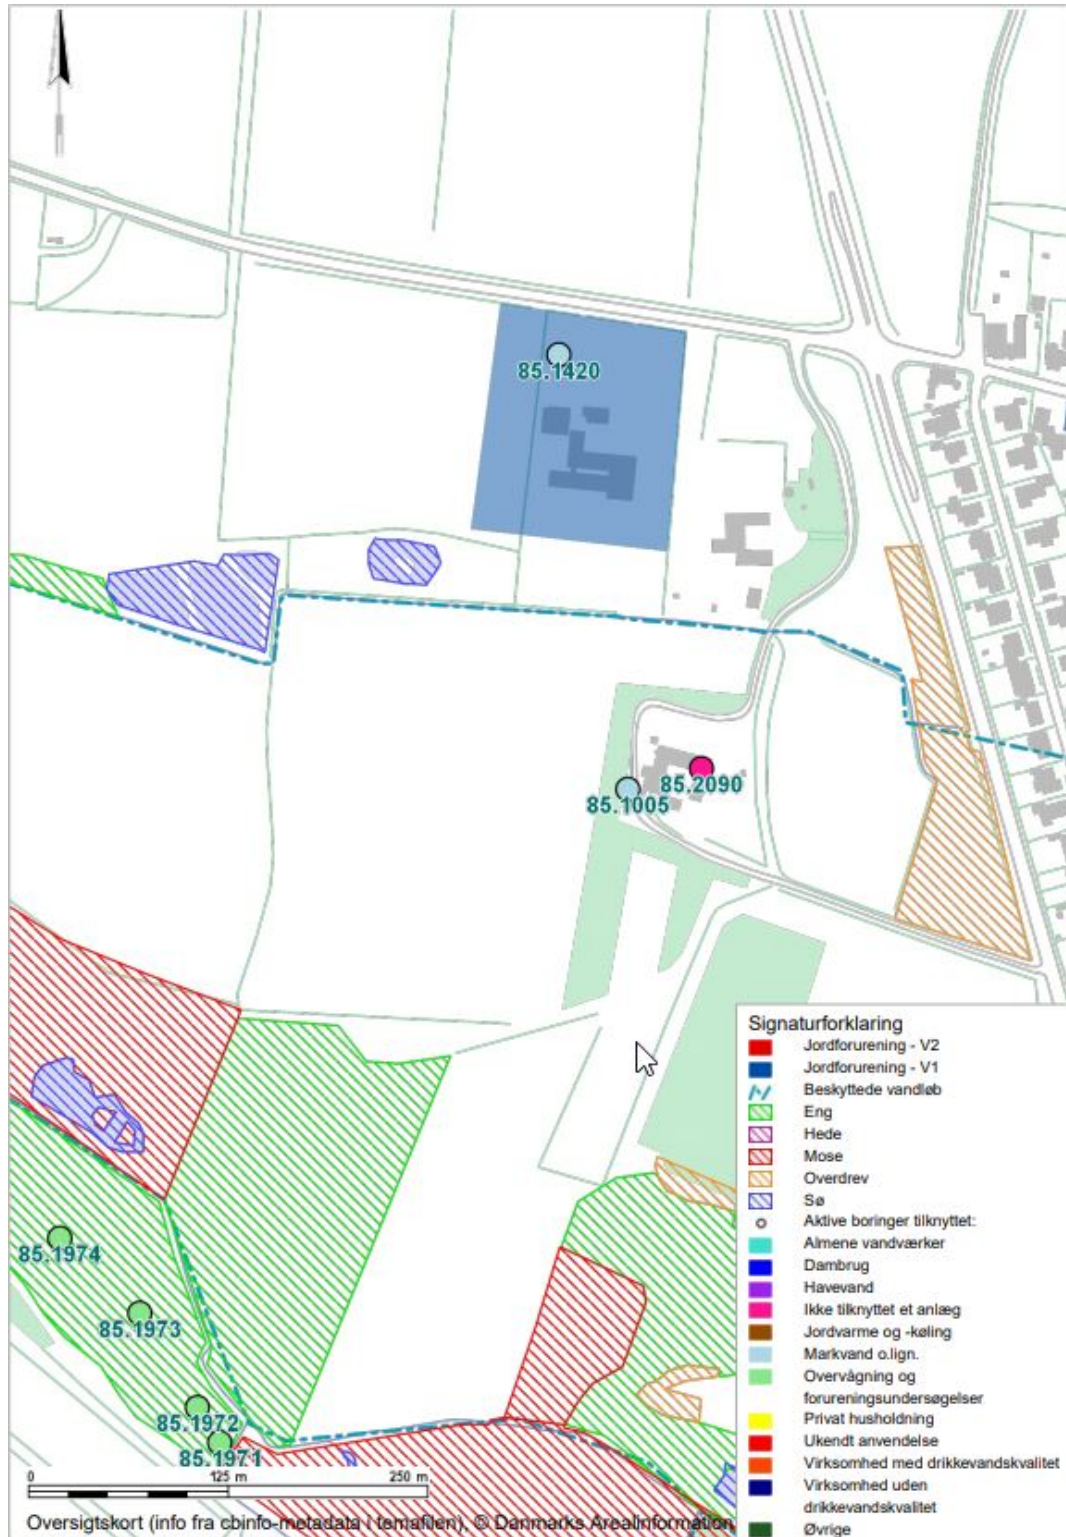 85.1420
85.2090
85.1005
Signaturforklaring
Jordforurening - V2
Jordforurening - V1
Beskyttede vandløb
Eng
Hede
Mose
Overdrev
Sø
Aktive boringer tilknyttet:
Almene vandværker
Dambrug
Havevand
Ikke tilknyttet et anlæg
Jordvarme og -køling
Markvand o.lign.
Overvågning og
forureningsundersøgelser
Privat husholdning
Ukendt anvendelse
Virksomhed med drikkevandskvalitet
Virksomhed uden
drikkevandskvalitet
Øvrige
85.1974
85.1973
85.1972
85.1971
0 125 m 250 m
Oversigtskort (info fra cbinfo-metadata i temafilen), © Danmarks Arealinformation